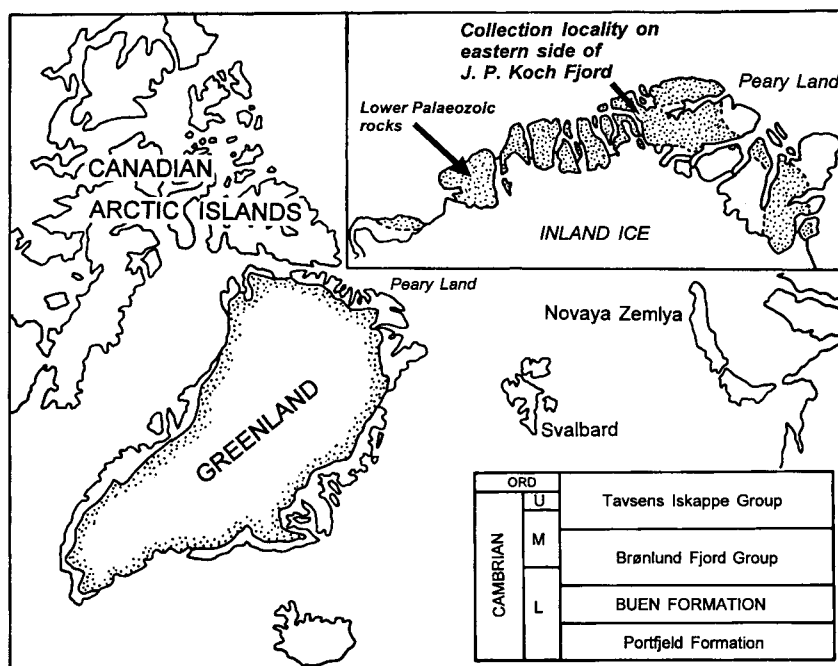 CANADIAN
ARCTIC ISLANDS
Collection locality on
eastern side of
J. P. Koch Fjord
Peary Land
Lower Palaeozoic
rocks
INLAND ICE
Peary Land
Novaya Zemlya
GREENLAND
Svalbard
ORD
CAMBRIAN
U
Tavsens Iskappe Group
M
Brønlund Fjord Group
L
BUEN FORMATION
Portfjeld Formation